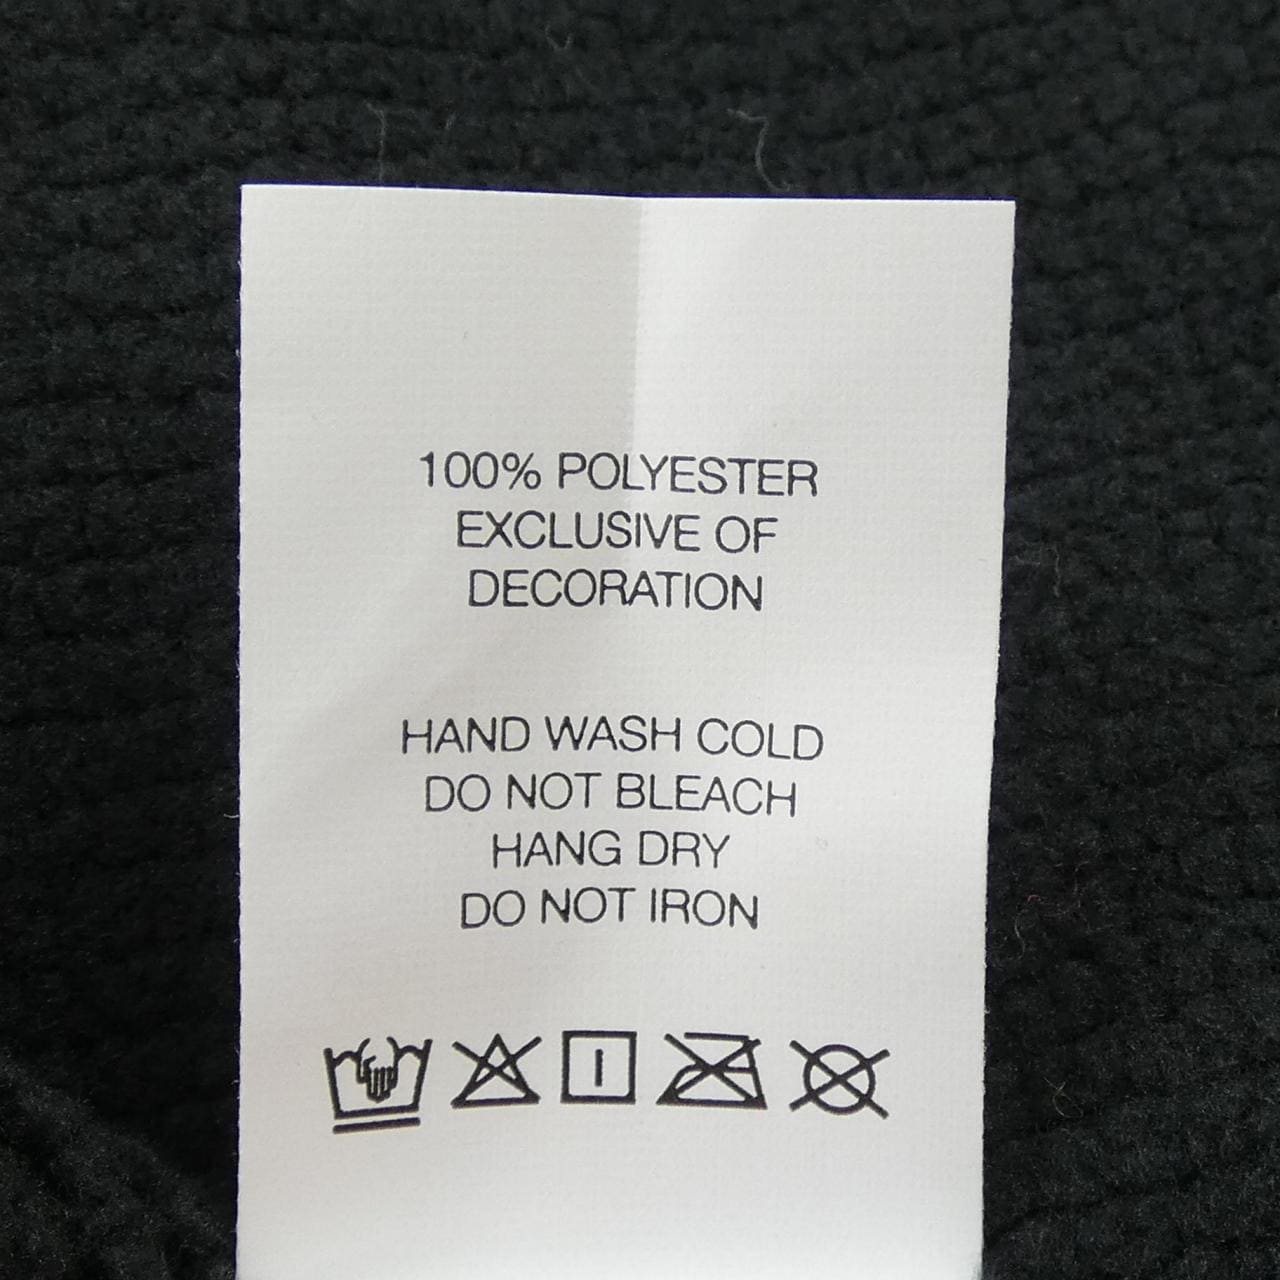 100% POLYESTER
EXCLUSIVE OF
DECORATION
HAND WASH COLD
DO NOT BLEACH
HANG DRY
DO NOT IRON